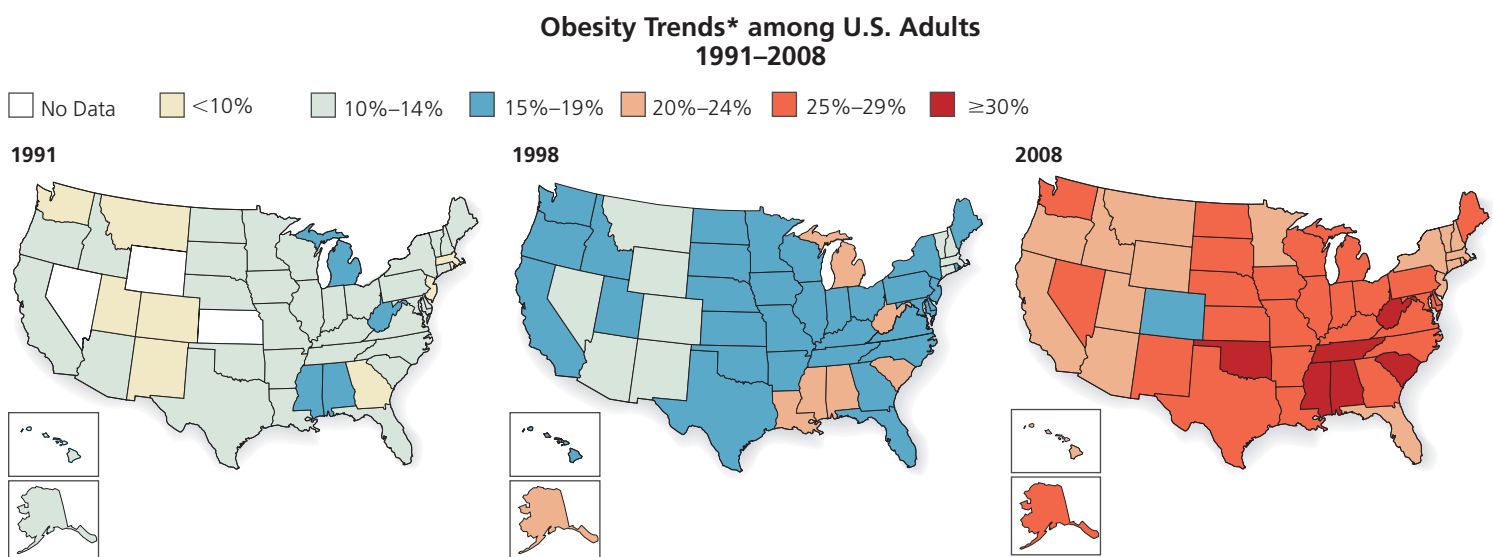 Obesity Trends* among U.S. Adults
1991–2008
No Data <10% 10%–14% 15%–19% 20%–24% 25%–29% ≥30%
1991 1998 2008